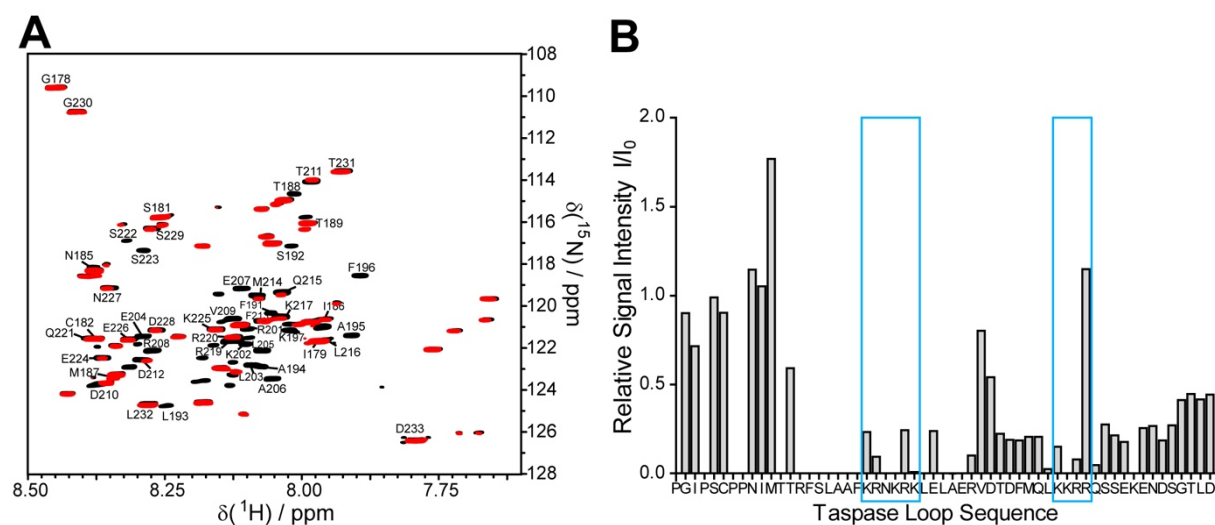 A
B
108
110
112
114
116
118
120
122
124
126
128
δ(¹⁵N) / ppm
8.50
8.25
8.00
7.75
δ(¹H) / ppm
G178
G230
T231
T211
T188
S181
T189
S222
S229
S223
S192
N185
F196
E207
M214
Q215
N227
C182
E204
D228
V209
F191
K217
Q221
E226
K225
R201
A195
R208
R220
K197
R219
L205
L216
E224
K202
I179
M187
D212
L203
A194
D210
A206
L232
L193
D233
Relative Signal Intensity I/I₀
2.0
1.5
1.0
0.5
0.0
PGIPSCPPNIMTTRFSLAAFKRNKRKLELAERVDTDFMQLKKRRQSSEKENDSGTLD
Taspase Loop Sequence